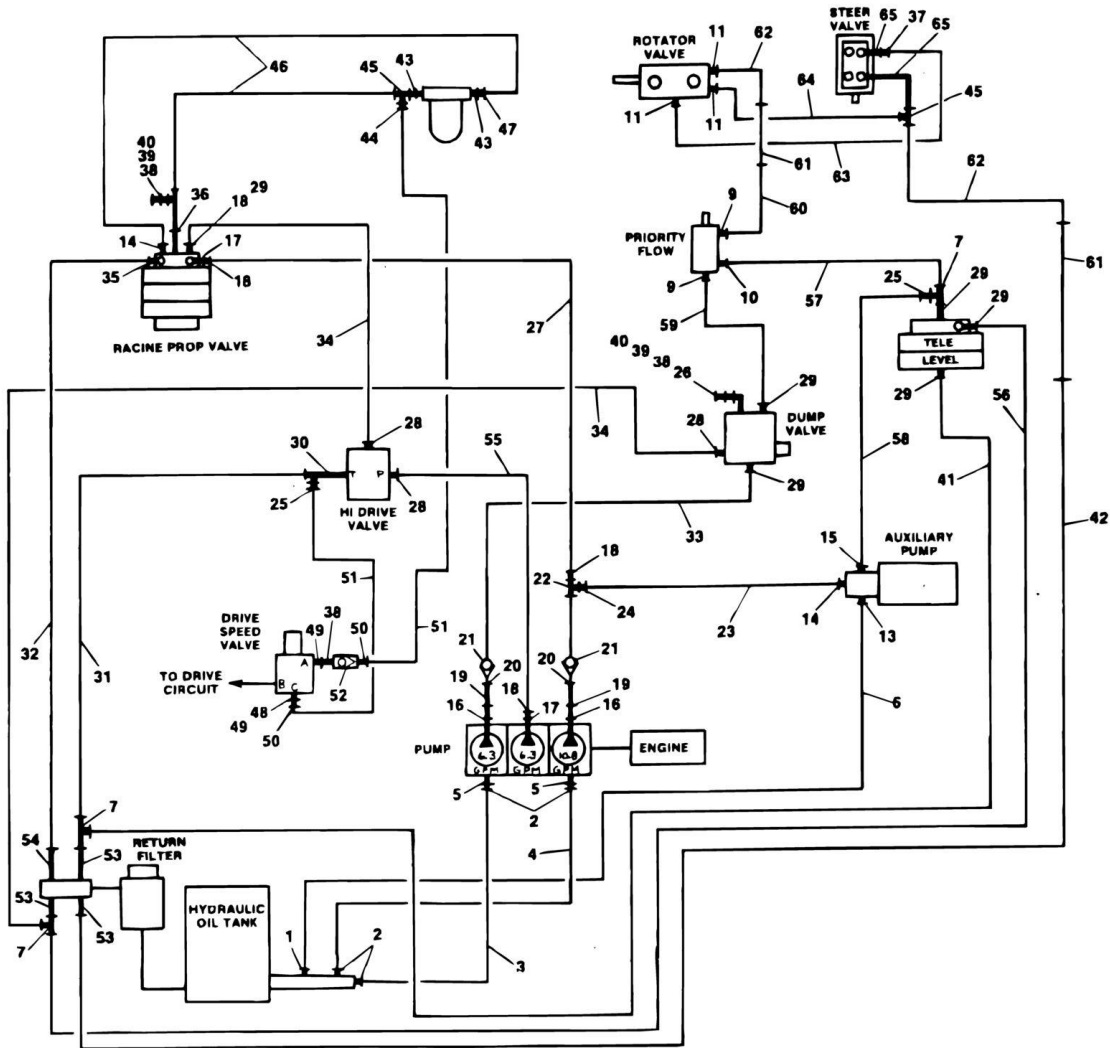 65 37
STEER
VALVE
65
11 62
ROTATOR
VALVE
46
45 43
64
45
44
43 47
11 11
63
61
62
40
39
38
36 18 29
14 17
35
18
9
60
PRIORITY
FLOW
9 10
57
7
25
29
29
61
RACINE PROP VALVE
34
27
59
TELE
LEVEL
29
56
40
39
38
26
29
DUMP
VALVE
34
28
58
41
28
30
55
T P
25
28
HI DRIVE
VALVE
29
33
42
15
AUXILIARY
PUMP
18
22
24
23
14
13
51
32
31
DRIVE
SPEED
VALVE
49 38 50
51
21
20
21
20
A
B
C
52
TO DRIVE
CIRCUIT
48
49
50
19
16
18
17
19
16
6
PUMP
6.3
GPM
6.3
GPM
10.8
GPM
ENGINE
5 5
2
7
54
53
RETURN
FILTER
4
53
7
53
HYDRAULIC
OIL TANK
1 2
3